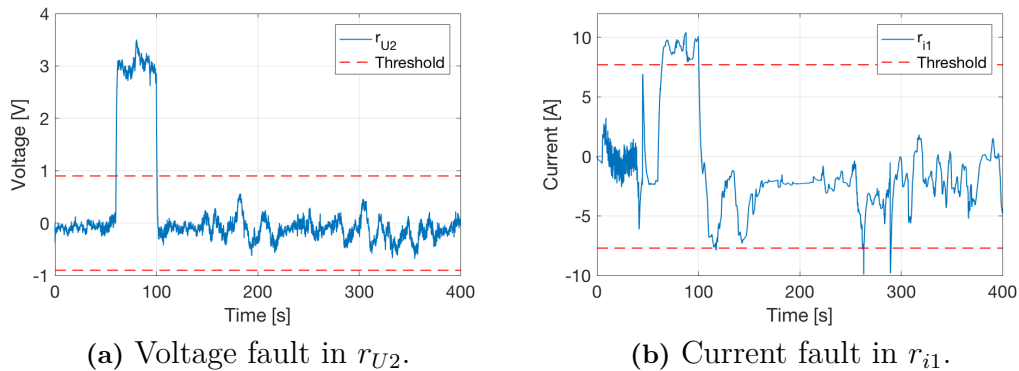 4
3
2
1
0
-1
Voltage [V]
0 100 200 300 400
Time [s]
r_U2
Threshold
(a) Voltage fault in r_U2.
10
5
0
-5
-10
Current [A]
0 100 200 300 400
Time [s]
r_i1
Threshold
(b) Current fault in r_i1.